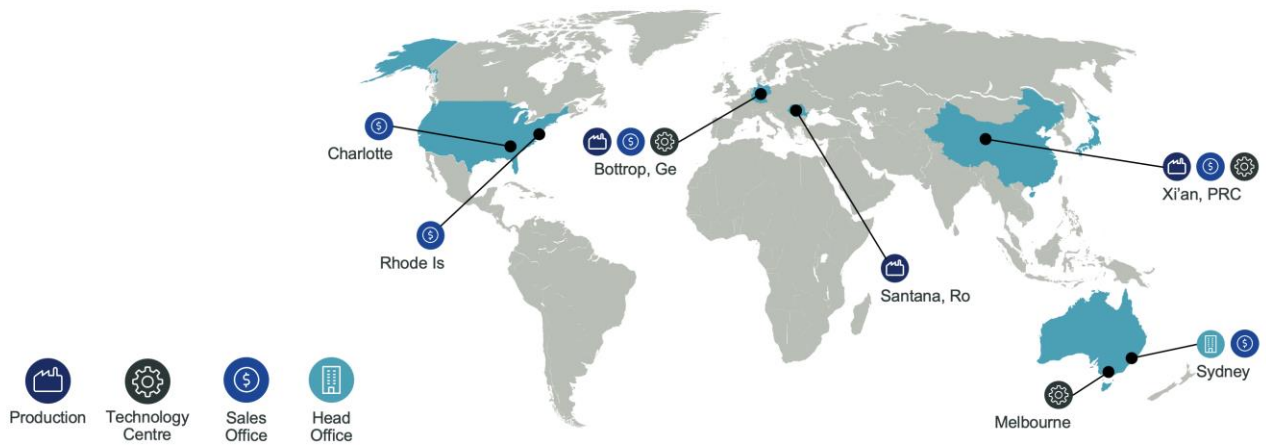 Charlotte
Rhode Is
Bottrop, Ge
Santana, Ro
Xi'an, PRC
Sydney
Melbourne
Production
Technology
Centre
Sales
Office
Head
Office